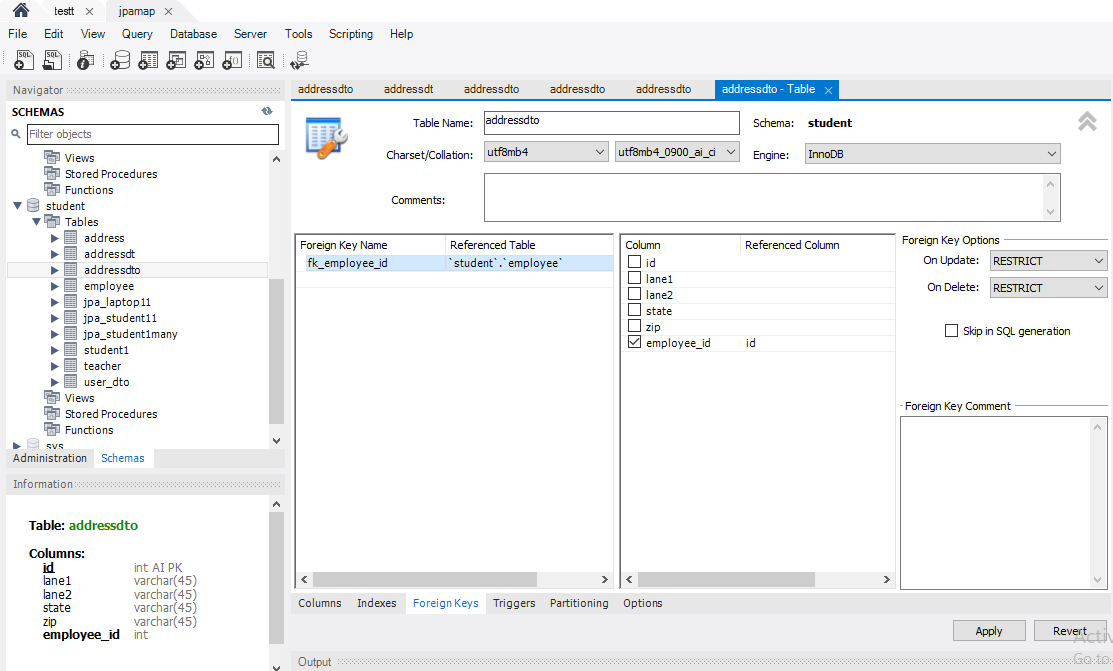 testt jpamap
File Edit View Query Database Server Tools Scripting Help
Navigator
SCHEMAS
Filter objects
Views
Stored Procedures
Functions
student
Tables
address
addressdt
addressdto
employee
jpa_laptop11
jpa_student11
jpa_student1many
student1
teacher
user_dto
Views
Stored Procedures
Functions
sys
Administration Schemas
Information
Table: addressdto
Columns:
id int AI PK
lane1 varchar(45)
lane2 varchar(45)
state varchar(45)
zip varchar(45)
employee_id int
addressdto addressdt addressdto addressdto addressdto addressdto - Table
Table Name: addressdto Schema: student
Charset/Collation: utf8mb4 utf8mb4_0900_ai_ci Engine: InnoDB
Comments:
Foreign Key Name Referenced Table
fk_employee_id `student`.`employee`
Column Referenced Column
id
lane1
lane2
state
zip
employee_id id
Foreign Key Options
On Update: RESTRICT
On Delete: RESTRICT
Skip in SQL generation
Foreign Key Comment
Columns Indexes Foreign Keys Triggers Partitioning Options
Apply Revert
Output
Go to